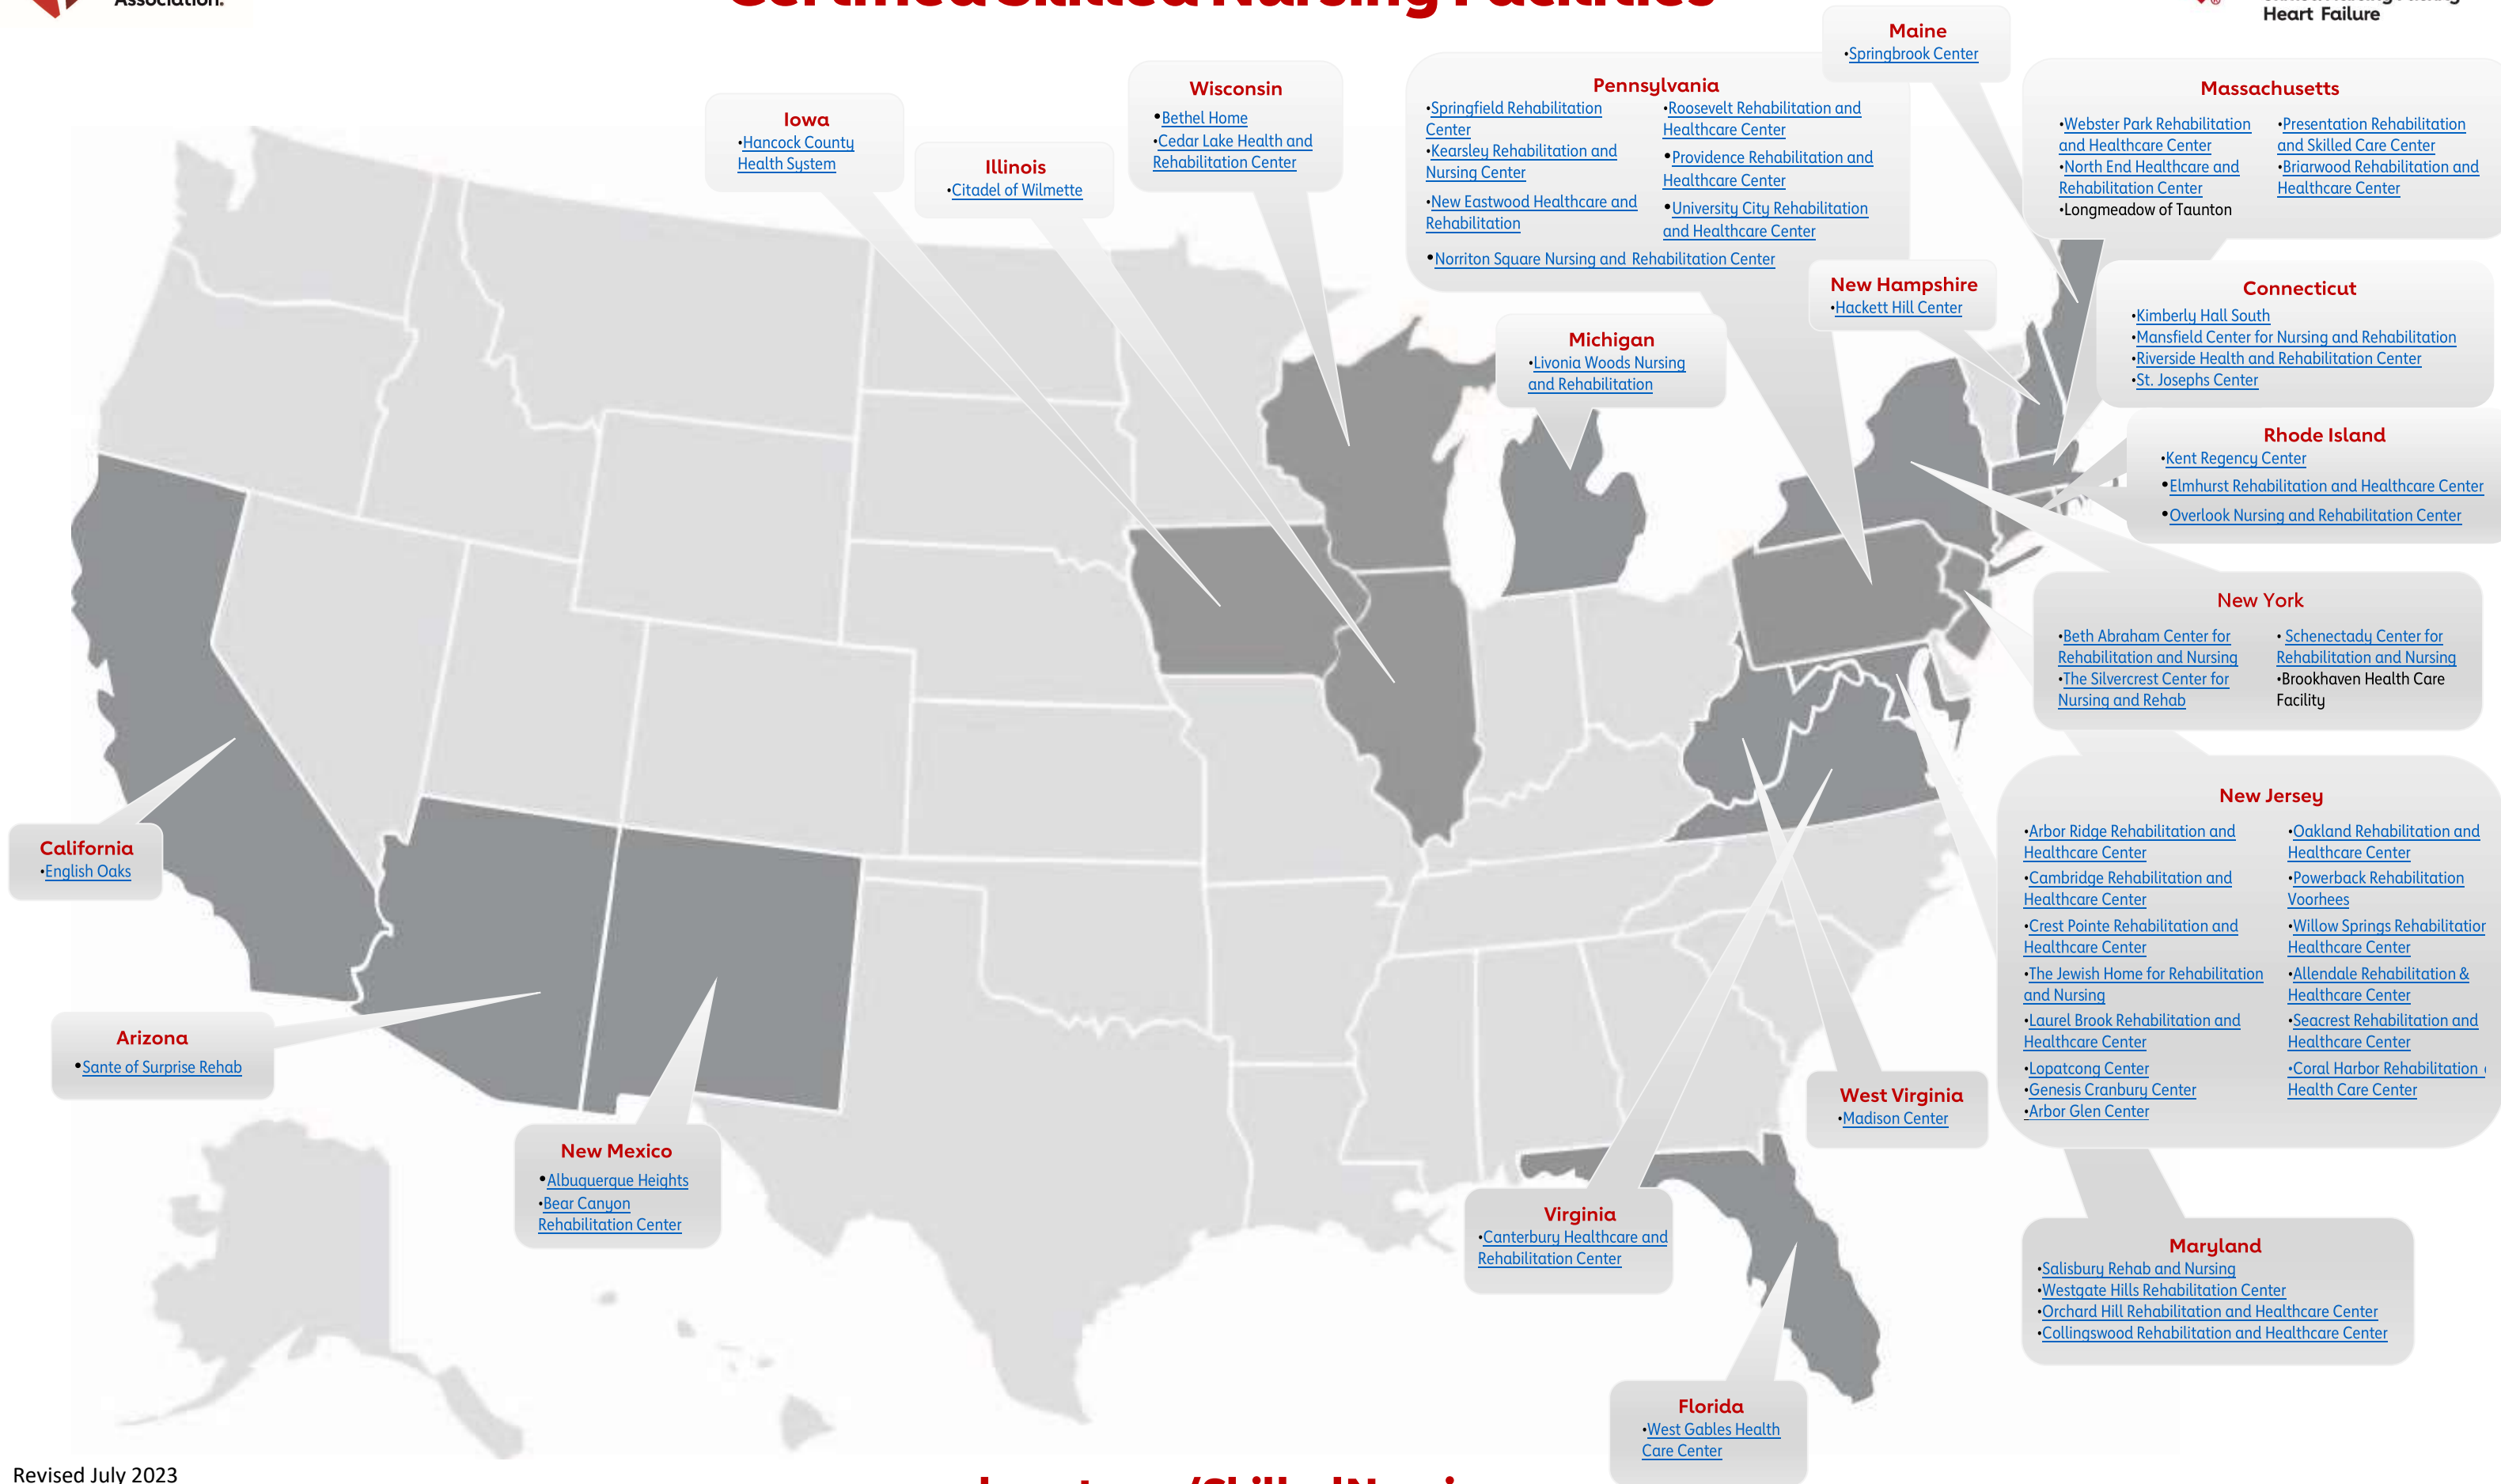 Association.
Certified Skilled Nursing Facilities
Heart Failure
Maine
•Springbrook Center
Wisconsin
•Bethel Home
•Cedar Lake Health and
Rehabilitation Center
Pennsylvania
•Springfield Rehabilitation
Center
•Kearsley Rehabilitation and
Nursing Center
•New Eastwood Healthcare and
Rehabilitation
•Roosevelt Rehabilitation and
Healthcare Center
•Providence Rehabilitation and
Healthcare Center
•University City Rehabilitation
and Healthcare Center
•Norriton Square Nursing and Rehabilitation Center
Massachusetts
•Webster Park Rehabilitation
and Healthcare Center
•North End Healthcare and
Rehabilitation Center
•Longmeadow of Taunton
•Presentation Rehabilitation
and Skilled Care Center
•Briarwood Rehabilitation and
Healthcare Center
Iowa
•Hancock County
Health System
Illinois
•Citadel of Wilmette
New Hampshire
•Hackett Hill Center
Connecticut
•Kimberly Hall South
•Mansfield Center for Nursing and Rehabilitation
•Riverside Health and Rehabilitation Center
•St. Josephs Center
Michigan
•Livonia Woods Nursing
and Rehabilitation
Rhode Island
•Kent Regency Center
•Elmhurst Rehabilitation and Healthcare Center
•Overlook Nursing and Rehabilitation Center
New York
•Beth Abraham Center for
Rehabilitation and Nursing
•The Silvercrest Center for
Nursing and Rehab
• Schenectady Center for
Rehabilitation and Nursing
•Brookhaven Health Care
Facility
New Jersey
•Arbor Ridge Rehabilitation and
Healthcare Center
•Cambridge Rehabilitation and
Healthcare Center
•Crest Pointe Rehabilitation and
Healthcare Center
•The Jewish Home for Rehabilitation
and Nursing
•Laurel Brook Rehabilitation and
Healthcare Center
•Lopatcong Center
•Genesis Cranbury Center
•Arbor Glen Center
•Oakland Rehabilitation and
Healthcare Center
•Powerback Rehabilitation
Voorhees
•Willow Springs Rehabilitation
Healthcare Center
•Allendale Rehabilitation &
Healthcare Center
•Seacrest Rehabilitation and
Healthcare Center
•Coral Harbor Rehabilitation
Health Care Center
California
•English Oaks
Arizona
•Sante of Surprise Rehab
New Mexico
•Albuquerque Heights
•Bear Canyon
Rehabilitation Center
West Virginia
•Madison Center
Virginia
•Canterbury Healthcare and
Rehabilitation Center
Maryland
•Salisbury Rehab and Nursing
•Westgate Hills Rehabilitation Center
•Orchard Hill Rehabilitation and Healthcare Center
•Collingswood Rehabilitation and Healthcare Center
Florida
•West Gables Health
Care Center
Revised July 2023